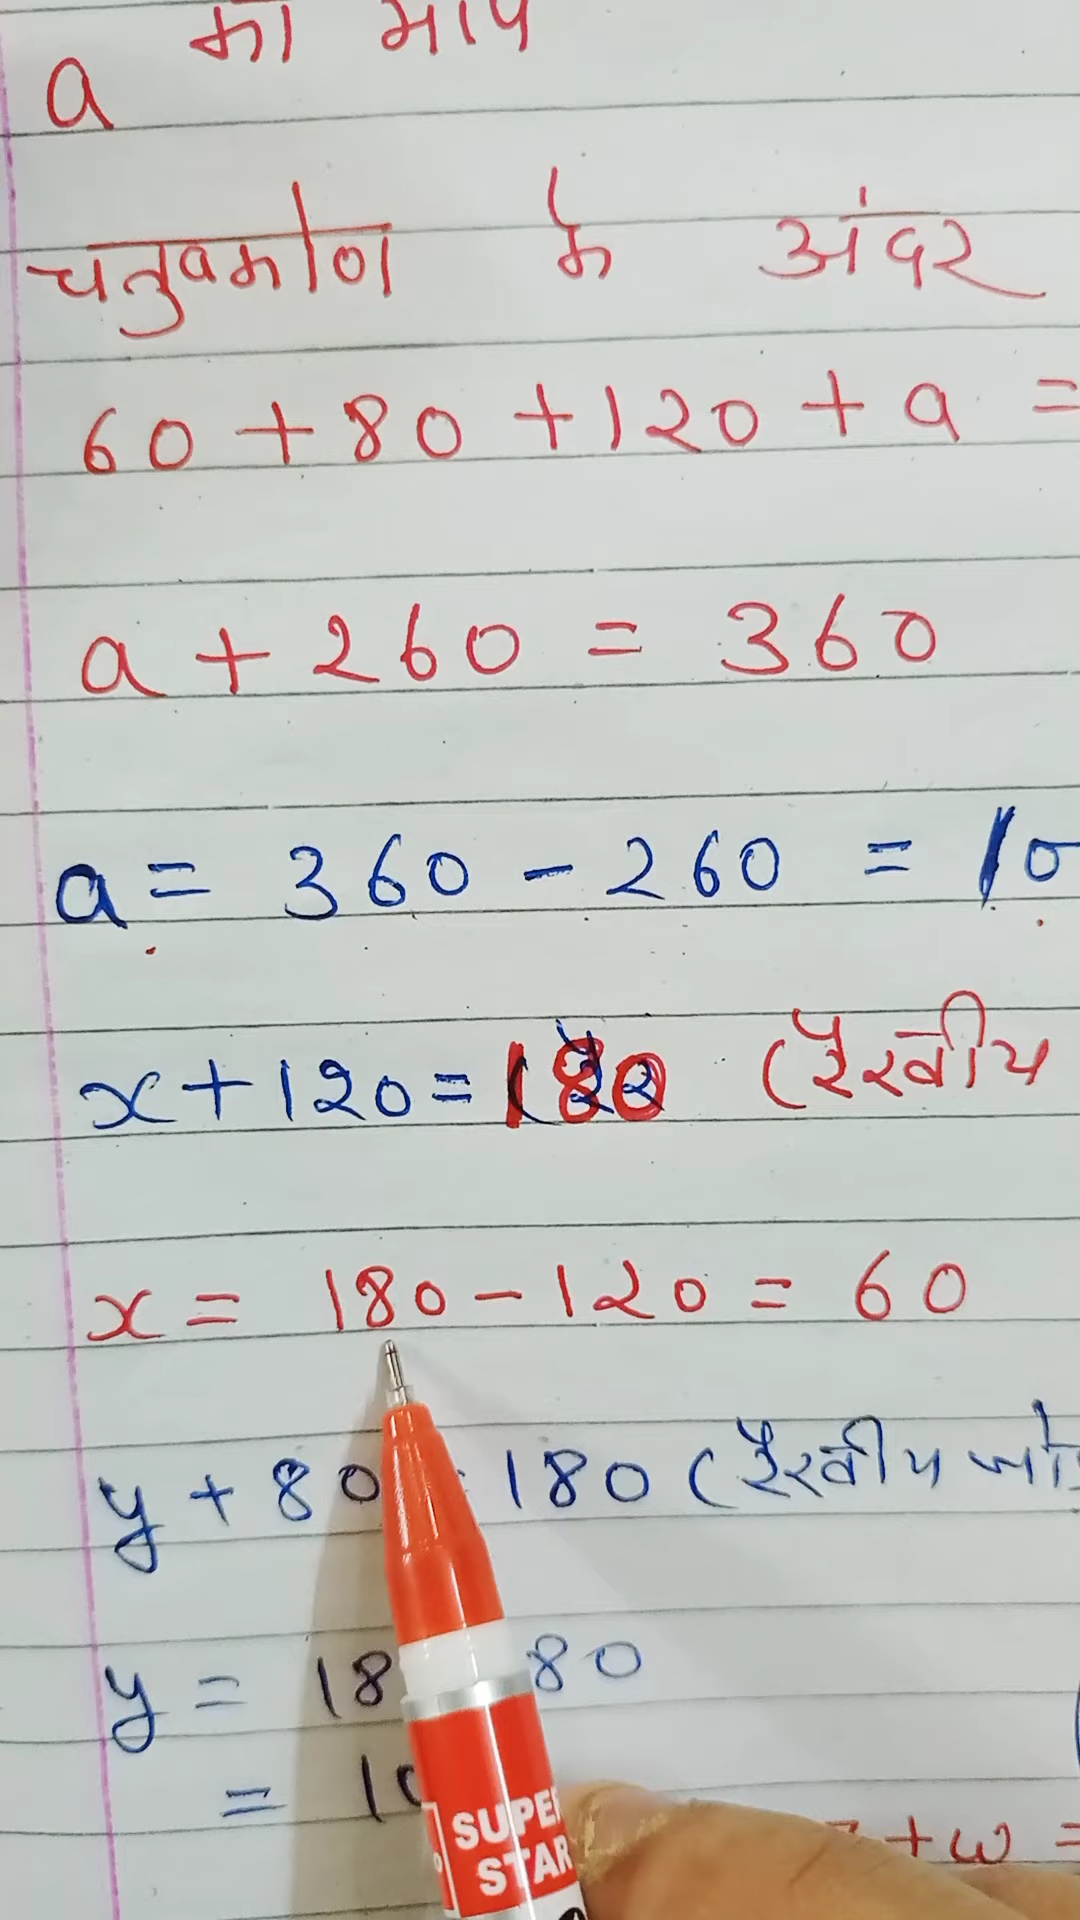 का माप
a
चतुष्कोण के अंदर
60 + 80 + 120 + a =
a + 260 = 360
a = 360 - 260 = 10
x + 120 = 180 (रैखीय
x = 180 - 120 = 60
y + 80 180 (रैखीय
y = 18 80
= 10
+ w =
SUPER
STAR